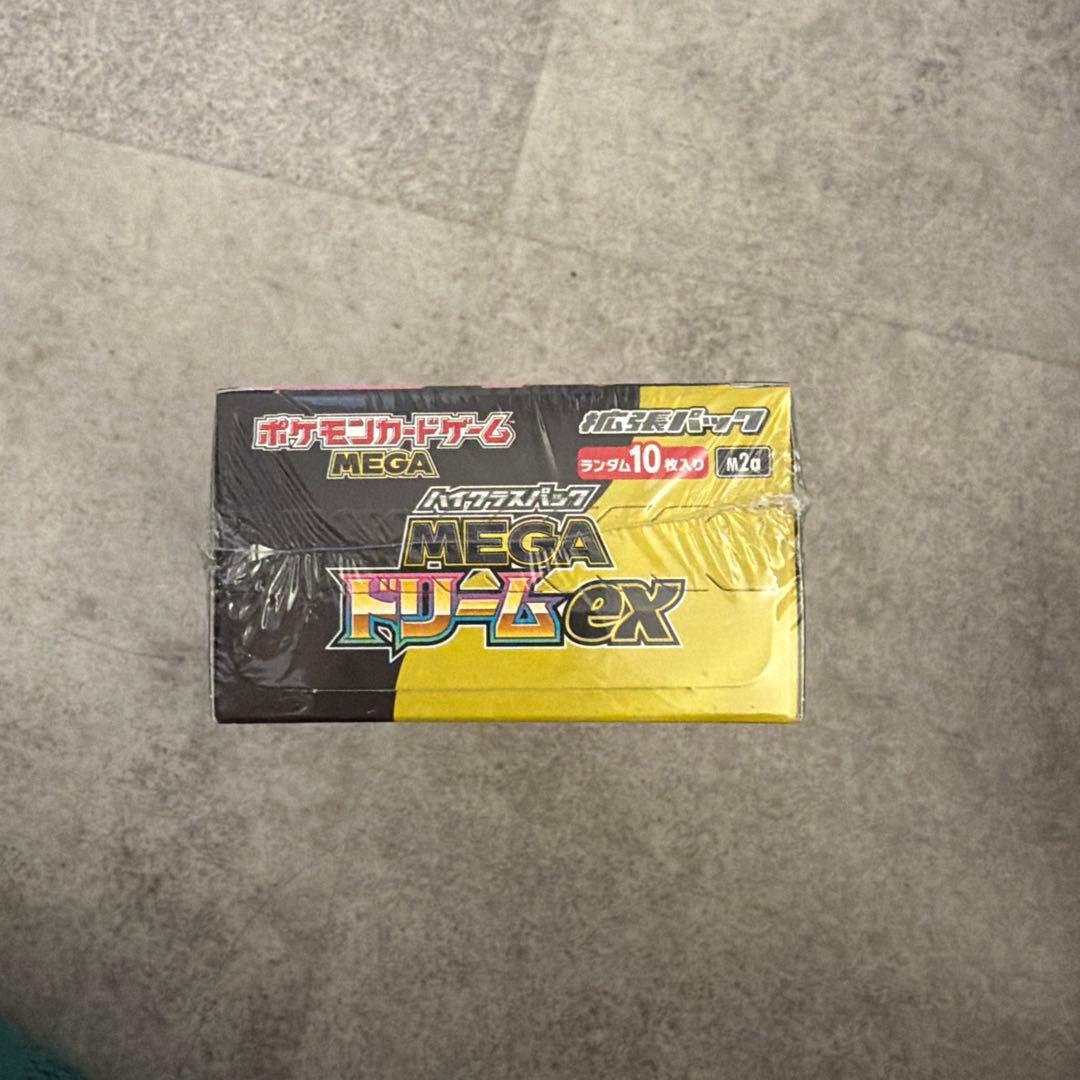 ポケモンカードゲーム
MEGA
拡張パック
ランダム10枚入り M2a
ハイクラスパック
MEGA
ドリームex